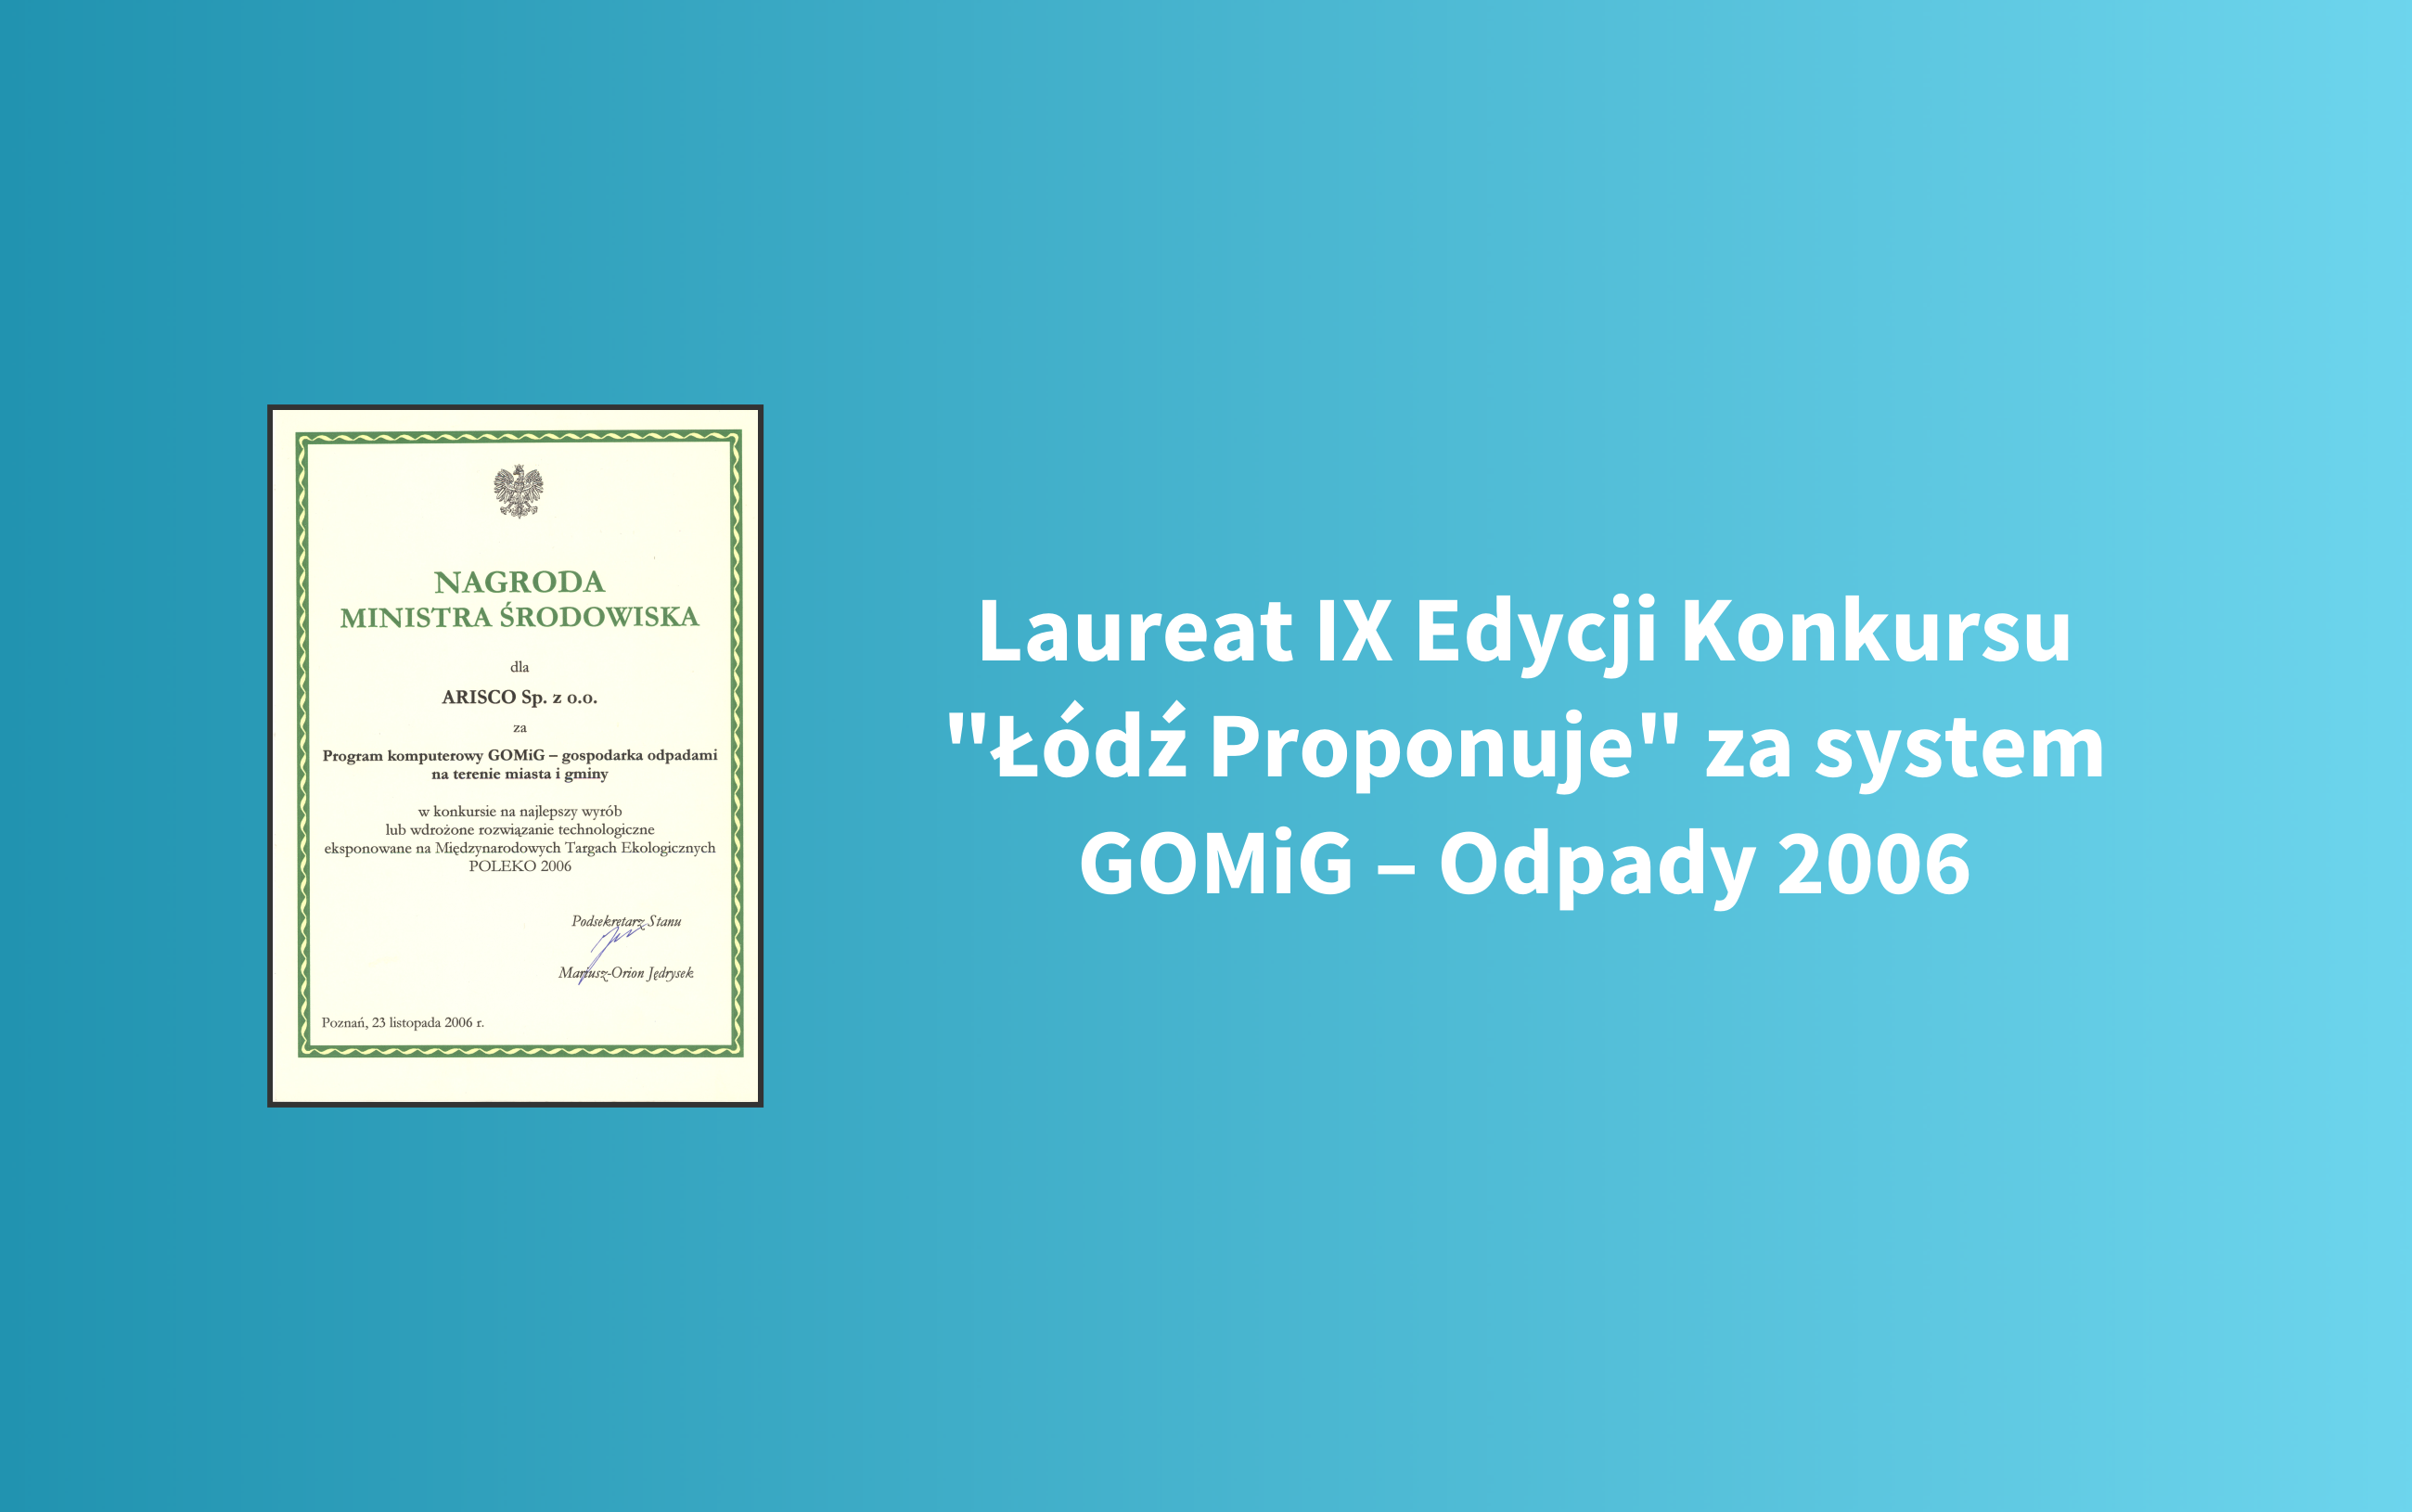 NAGRODA
MINISTRA ŚRODOWISKA
dla
ARISCO Sp. z o.o.
za
Program komputerowy GOMiG – gospodarka odpadami
na terenie miasta i gminy
w konkursie na najlepszy wyrób
lub wdrożone rozwiązanie technologiczne
eksponowane na Międzynarodowych Targach Ekologicznych
POLEKO 2006
Podsekretarz Stanu
Mariusz-Orion Jędrysek
Poznań, 23 listopada 2006 r.
Laureat IX Edycji Konkursu
"Łódź Proponuje" za system
GOMiG – Odpady 2006